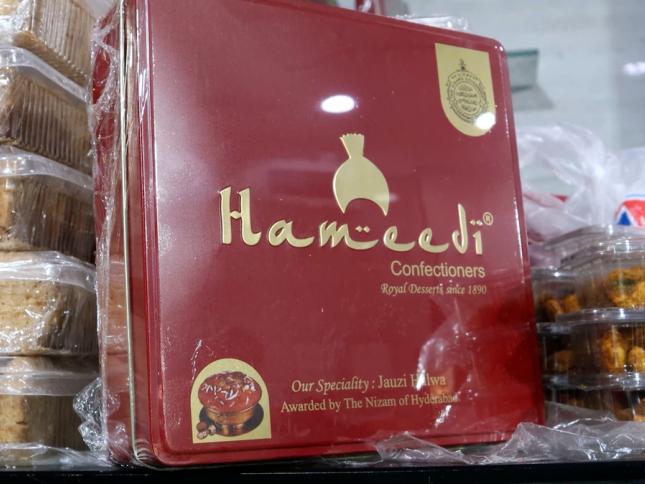 Hameedi®
Confectioners
Royal Desserts since 1890
Our Speciality : Jauzi Halwa
Awarded by The Nizam of Hyderabad